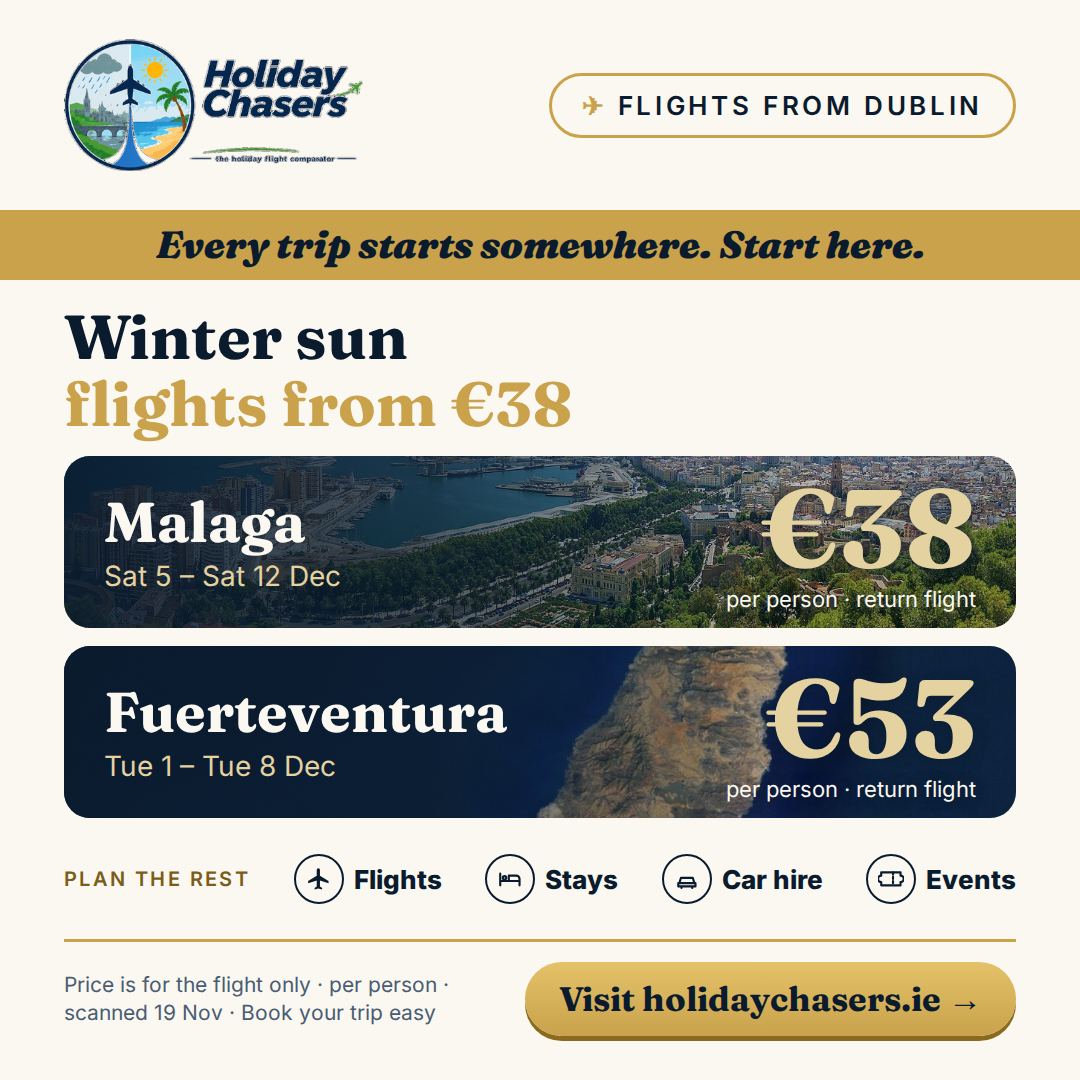 Holiday
Chasers
the holiday flight comparator
✈ FLIGHTS FROM DUBLIN
Every trip starts somewhere. Start here.
Winter sun
flights from €38
Malaga
Sat 5 – Sat 12 Dec
€38
per person · return flight
Fuerteventura
Tue 1 – Tue 8 Dec
€53
per person · return flight
PLAN THE REST
Flights
Stays
Car hire
Events
Price is for the flight only · per person ·
scanned 19 Nov · Book your trip easy
Visit holidaychasers.ie →